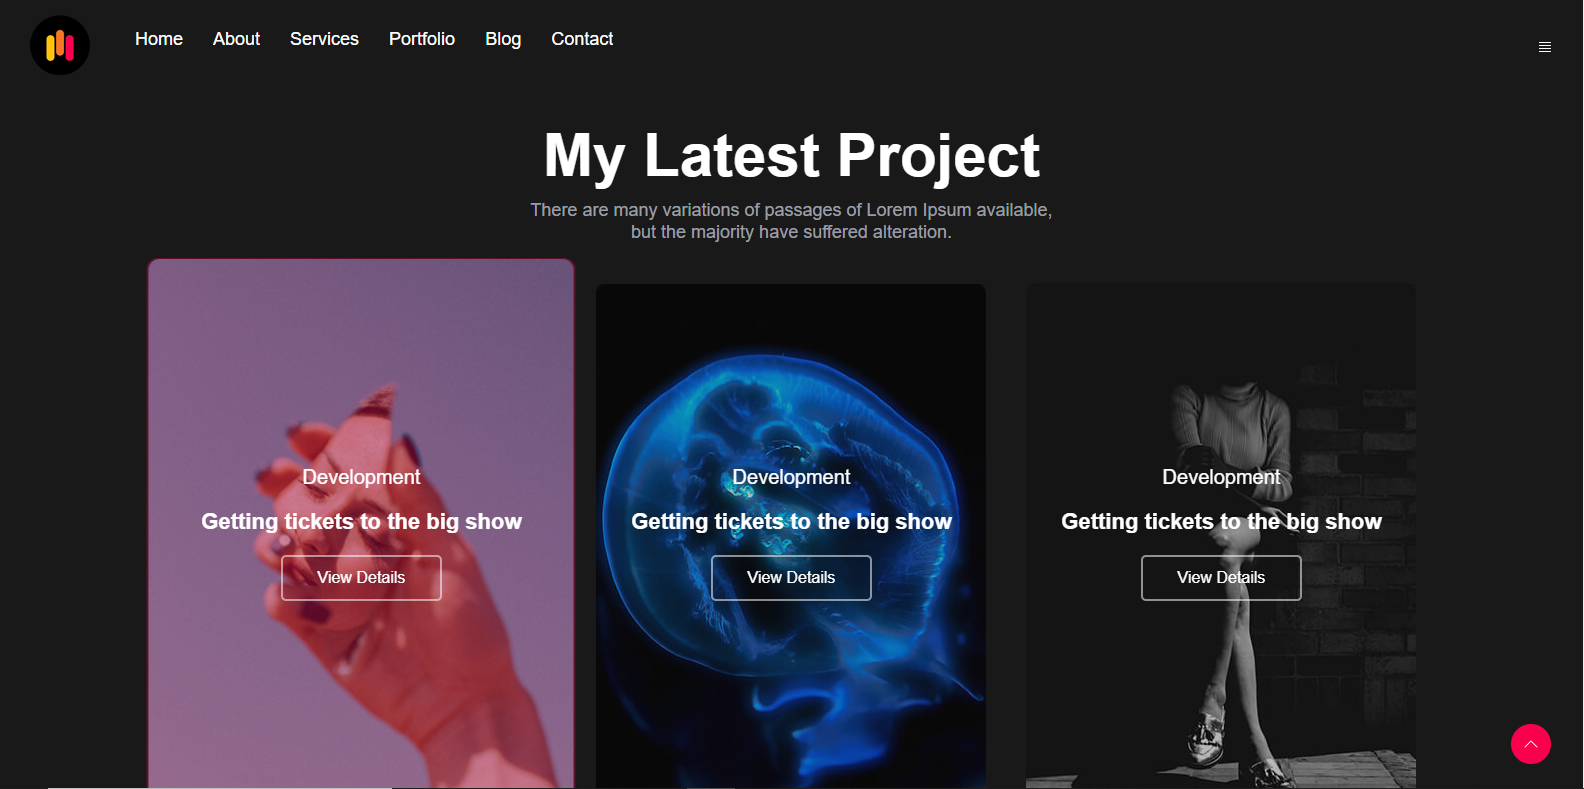 Home About Services Portfolio Blog Contact
My Latest Project
There are many variations of passages of Lorem Ipsum available,
but the majority have suffered alteration.
Development
Getting tickets to the big show
View Details
Development
Getting tickets to the big show
View Details
Development
Getting tickets to the big show
View Details